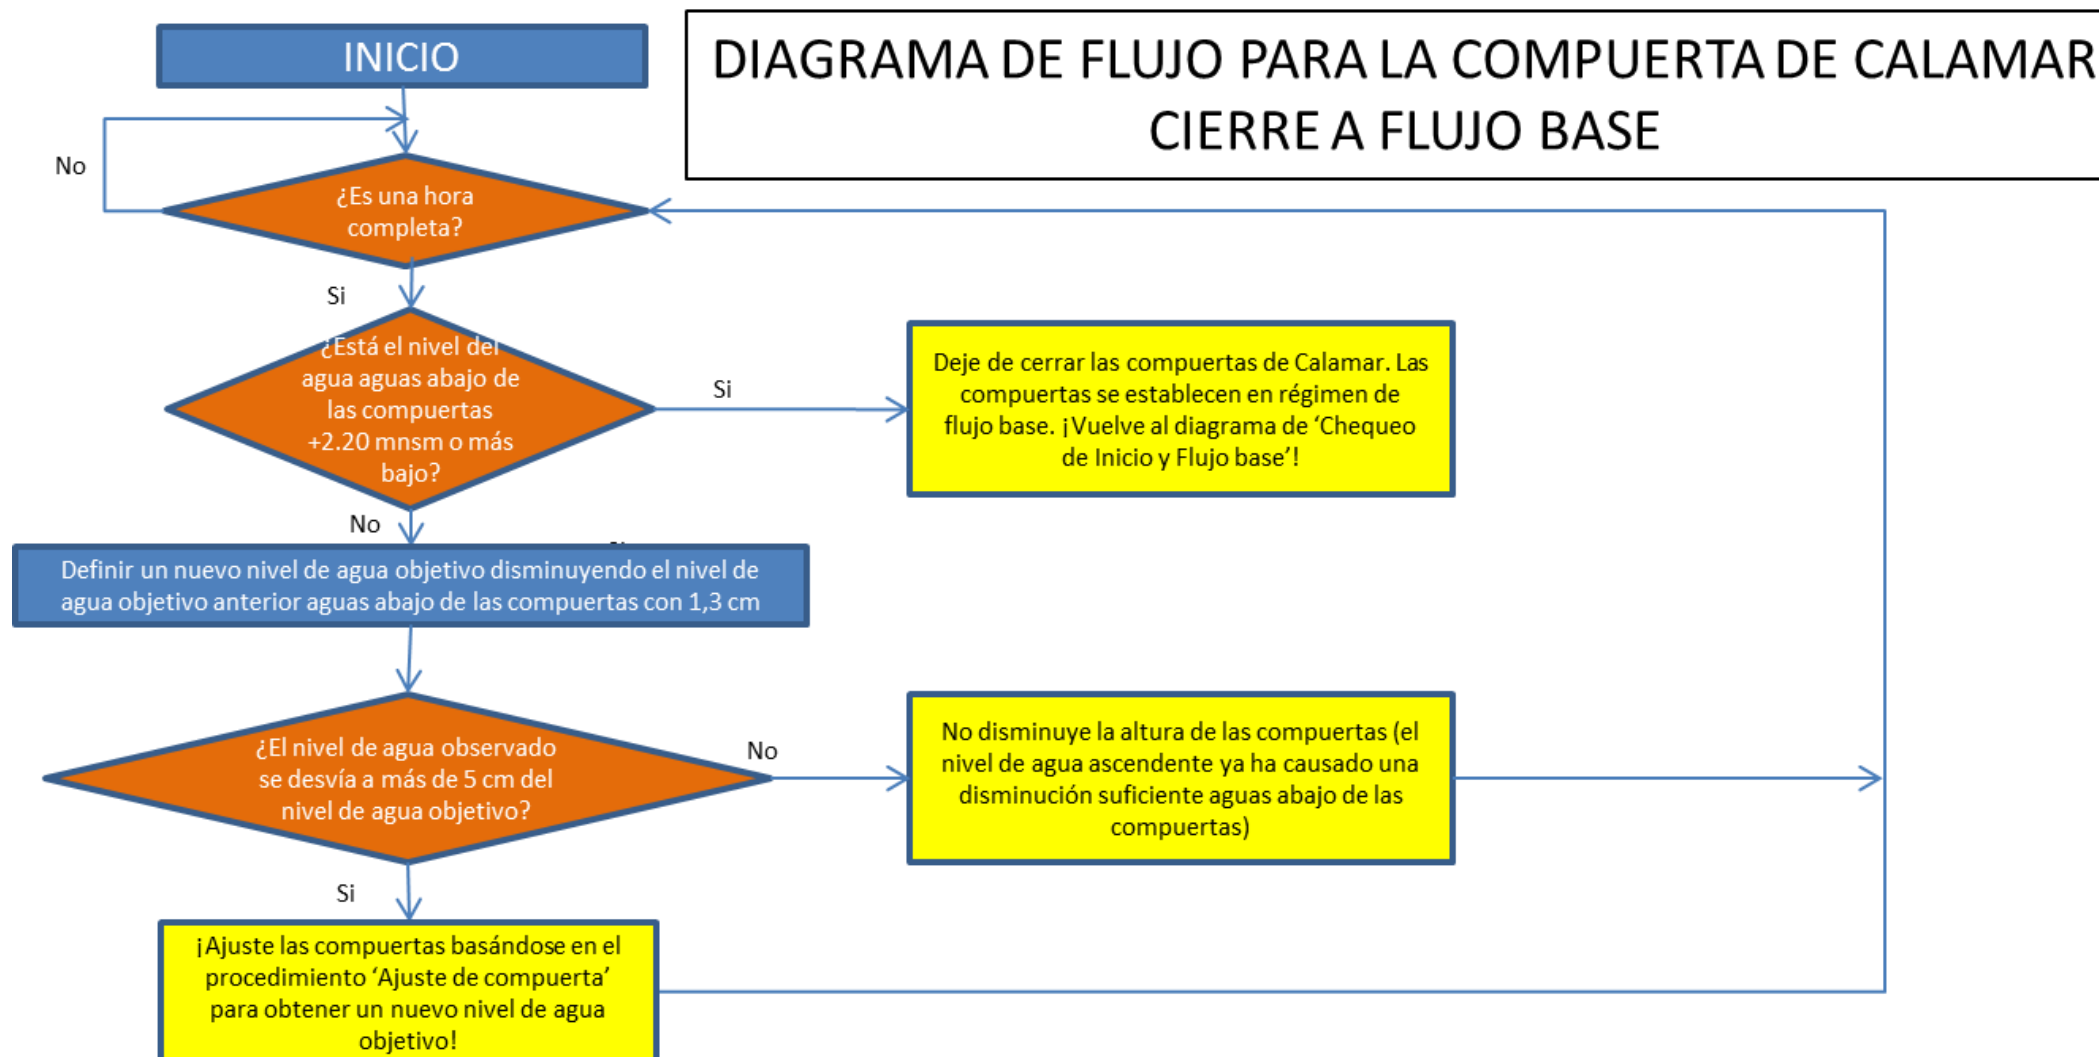 INICIO
DIAGRAMA DE FLUJO PARA LA COMPUERTA DE CALAMAR
CIERRE A FLUJO BASE
No
¿Es una hora
completa?
Si
¿Está el nivel del
agua aguas abajo de
las compuertas
+2.20 mnsm o más
bajo?
Si
Deje de cerrar las compuertas de Calamar. Las
compuertas se establecen en régimen de
flujo base. ¡Vuelve al diagrama de ‘Chequeo
de Inicio y Flujo base’!
No
Definir un nuevo nivel de agua objetivo disminuyendo el nivel de
agua objetivo anterior aguas abajo de las compuertas con 1,3 cm
¿El nivel de agua observado
se desvía a más de 5 cm del
nivel de agua objetivo?
No
No disminuye la altura de las compuertas (el
nivel de agua ascendente ya ha causado una
disminución suficiente aguas abajo de las
compuertas)
Si
¡Ajuste las compuertas basándose en el
procedimiento ‘Ajuste de compuerta’
para obtener un nuevo nivel de agua
objetivo!